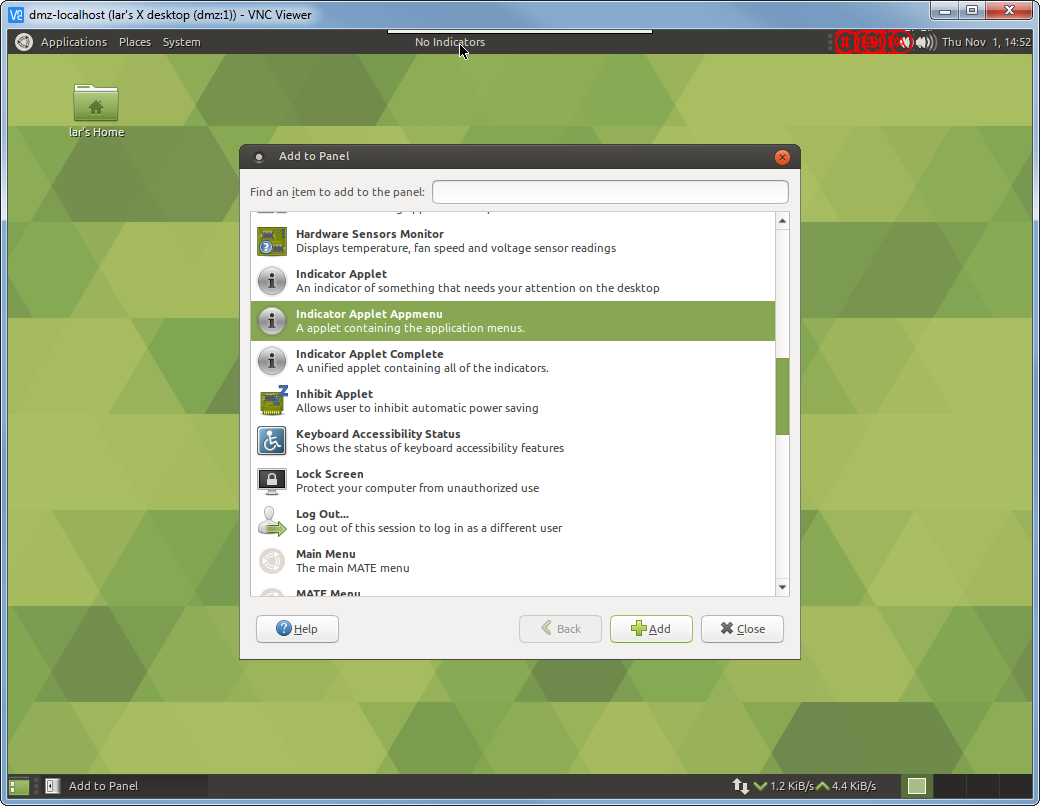 dmz-localhost (lar's X desktop (dmz:1)) - VNC Viewer
Applications Places System No Indicators Thu Nov 1, 14:52
lar's Home
Add to Panel
Find an item to add to the panel:
Hardware Sensors Monitor
Displays temperature, fan speed and voltage sensor readings
Indicator Applet
An indicator of something that needs your attention on the desktop
Indicator Applet Appmenu
A applet containing the application menus.
Indicator Applet Complete
A unified applet containing all of the indicators.
Inhibit Applet
Allows user to inhibit automatic power saving
Keyboard Accessibility Status
Shows the status of keyboard accessibility features
Lock Screen
Protect your computer from unauthorized use
Log Out...
Log out of this session to log in as a different user
Main Menu
The main MATE menu
MATE Menu
Help Back Add Close
Add to Panel 1.2 KiB/s 4.4 KiB/s